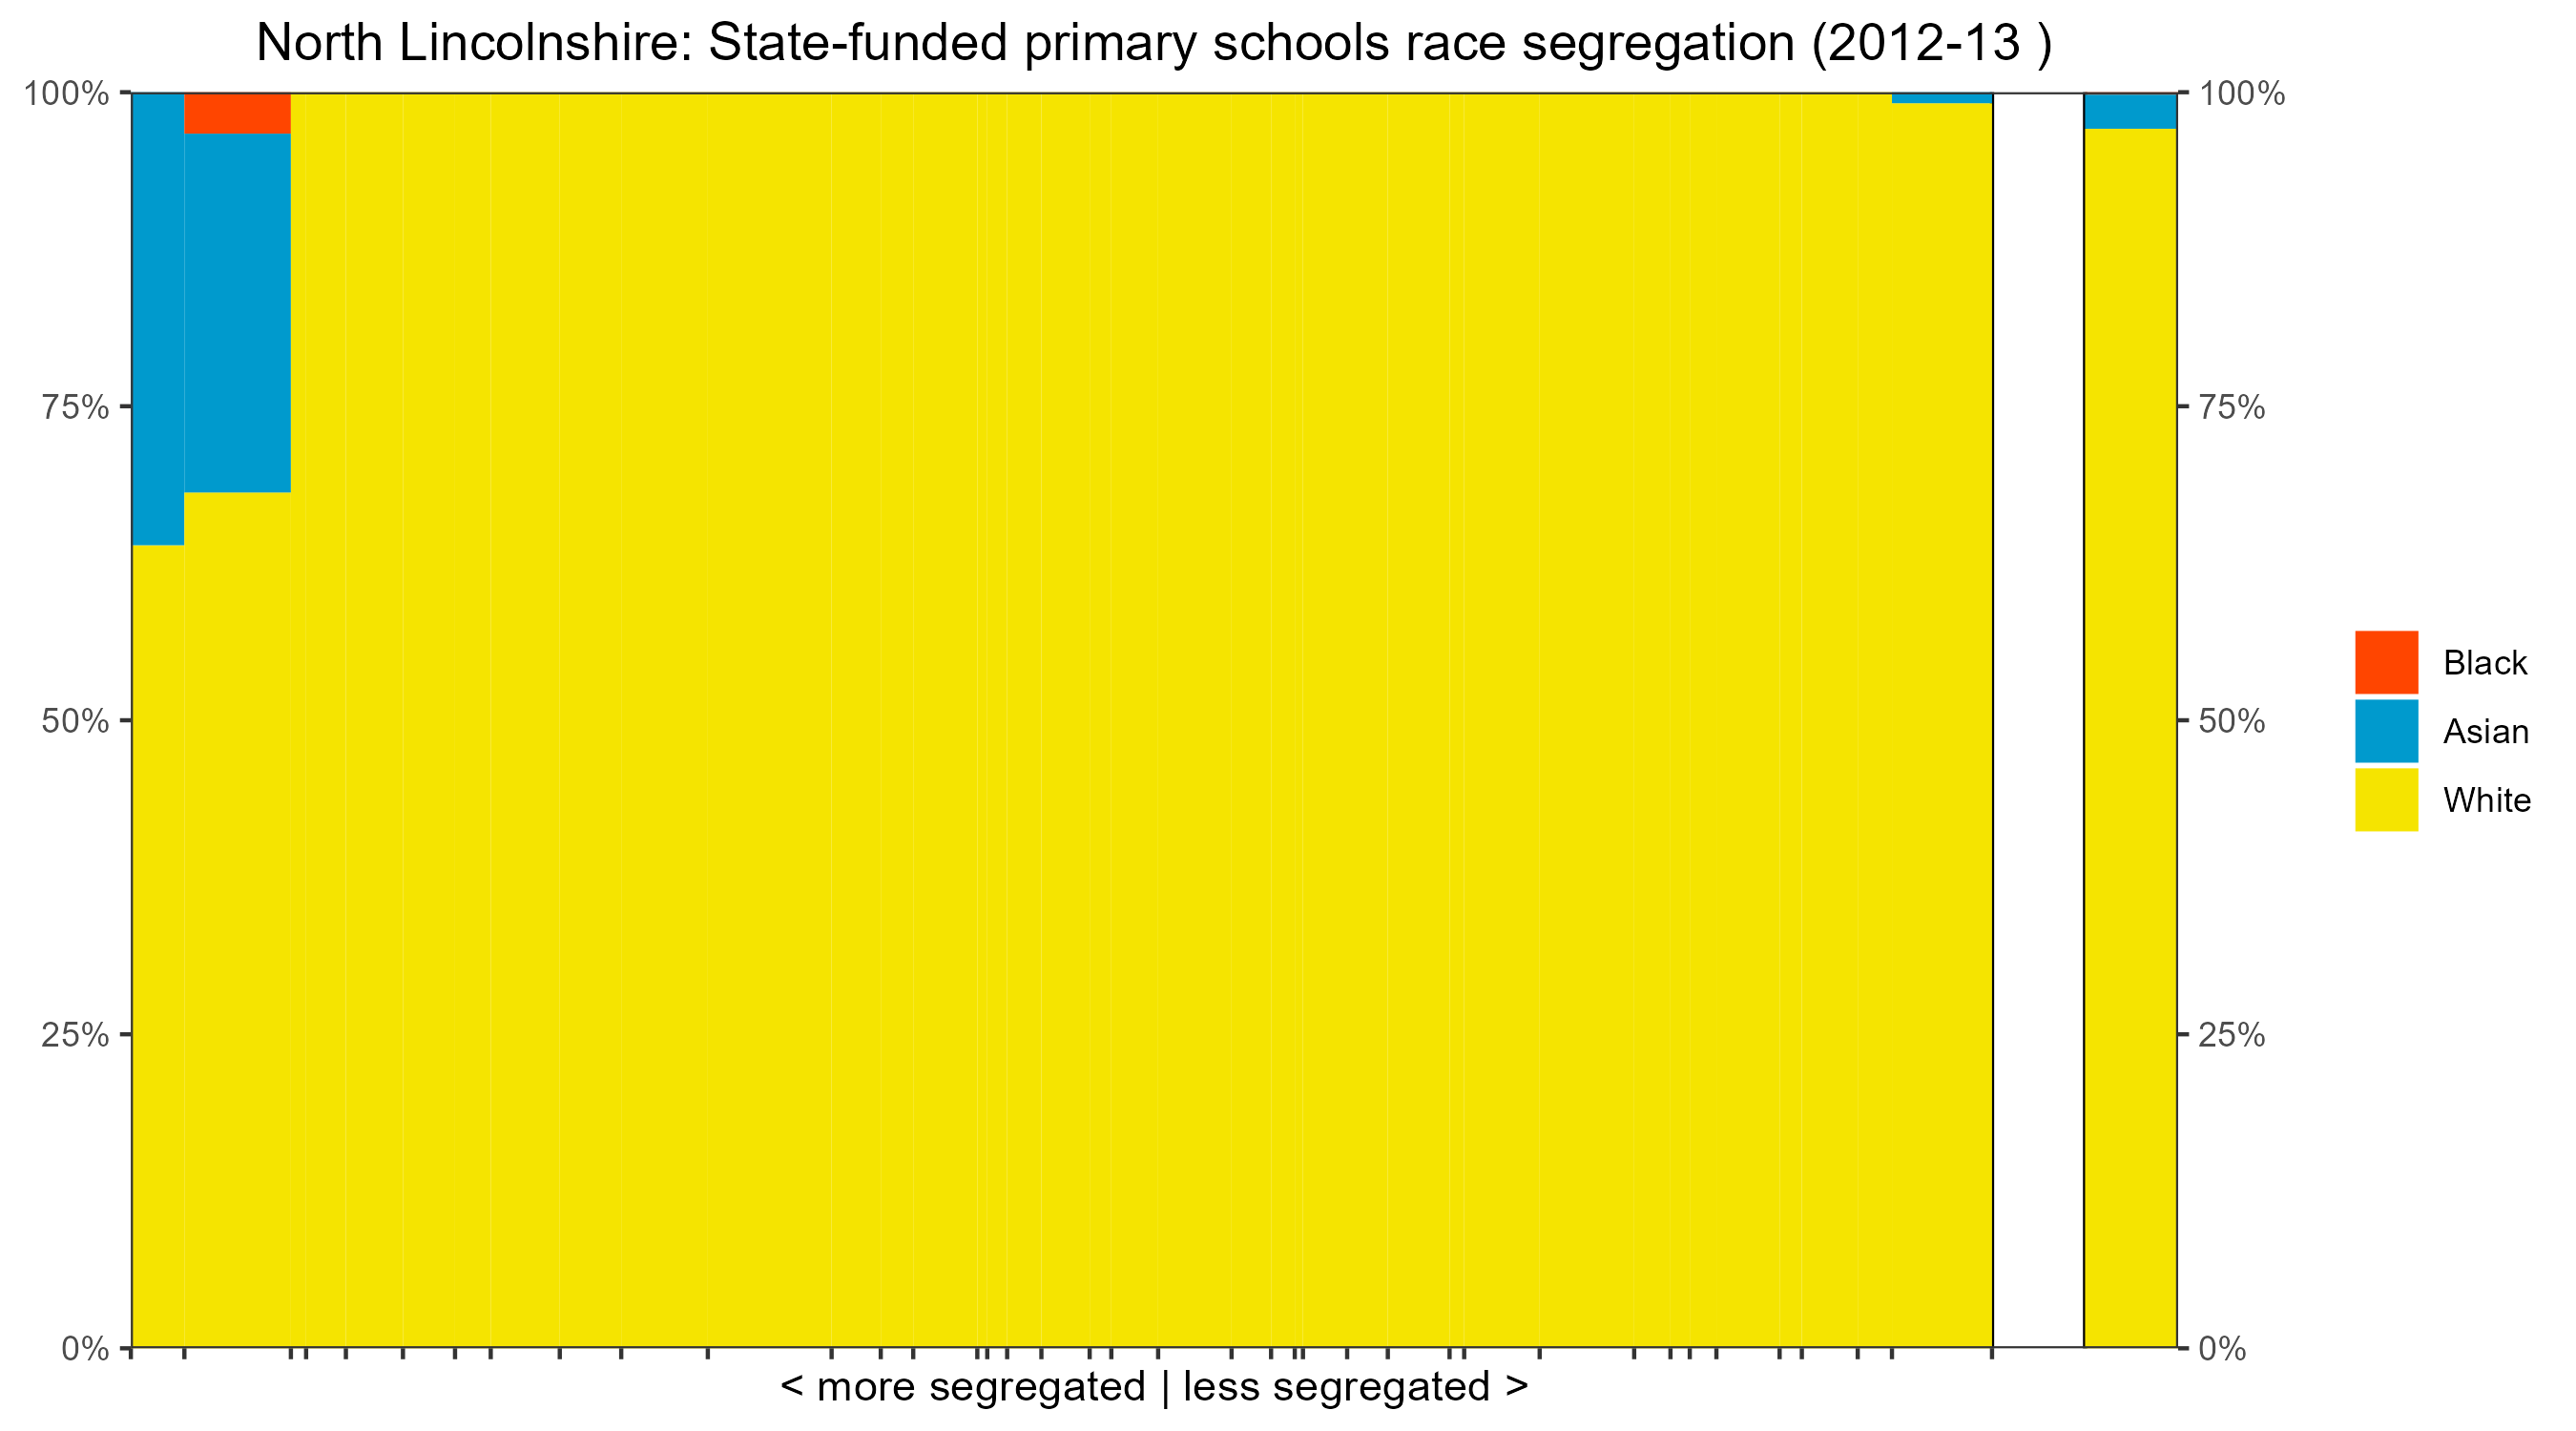 North Lincolnshire: State-funded primary schools race segregation (2012-13 )
100%
75%
50%
25%
0%
100%
75%
50%
25%
0%
Black
Asian
White
< more segregated | less segregated >